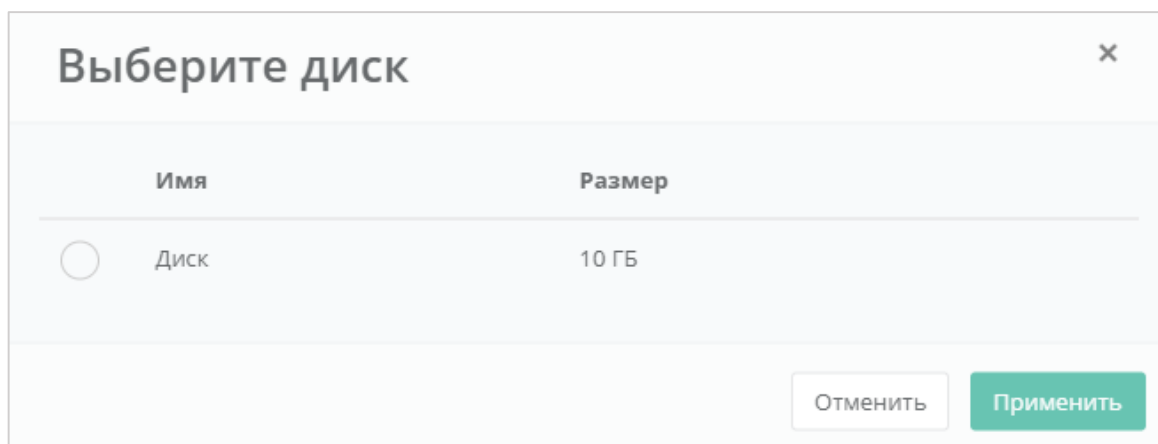 Выберите диск
×
Имя Размер
Диск 10 ГБ
Отменить Применить